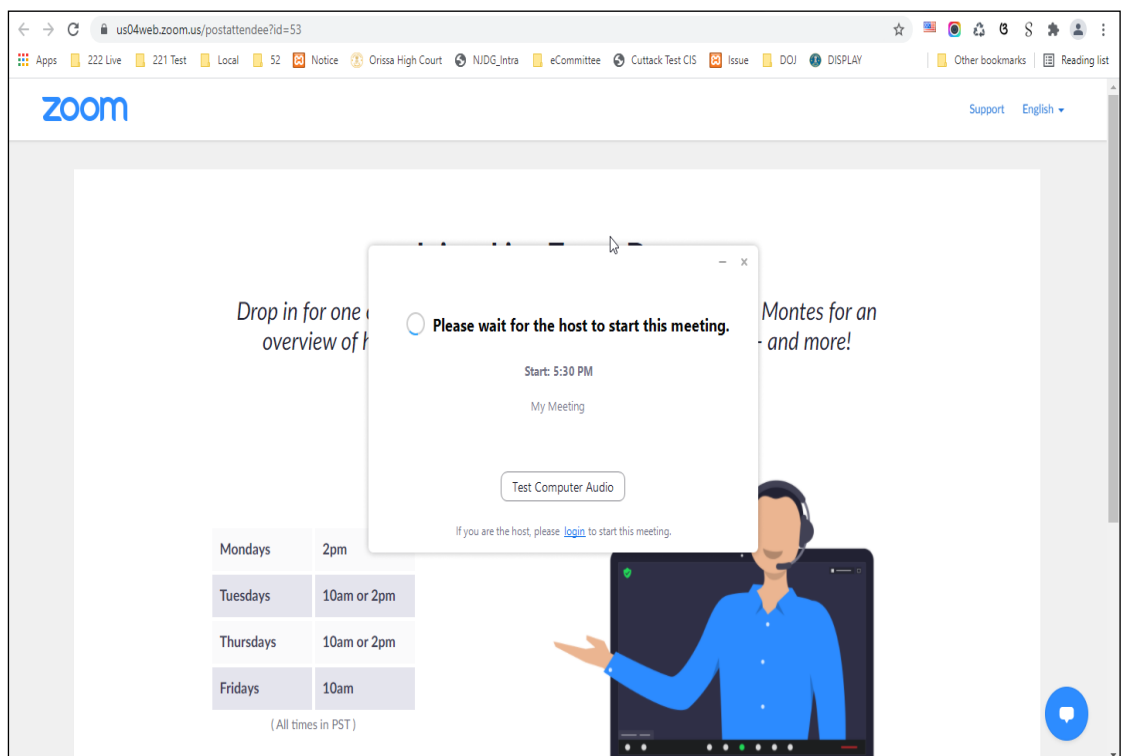 us04web.zoom.us/postattendee?id=53
Apps 222 Live 221 Test Local 52 Notice Orissa High Court NJDG_Intra eCommittee Cuttack Test CIS Issue DOJ DISPLAY Other bookmarks Reading list
zoom Support English
Drop in for one Montes for an
overview of and more!
Please wait for the host to start this meeting.
Start: 5:30 PM
My Meeting
Test Computer Audio
If you are the host, please login to start this meeting.
Mondays 2pm
Tuesdays 10am or 2pm
Thursdays 10am or 2pm
Fridays 10am
( All times in PST )